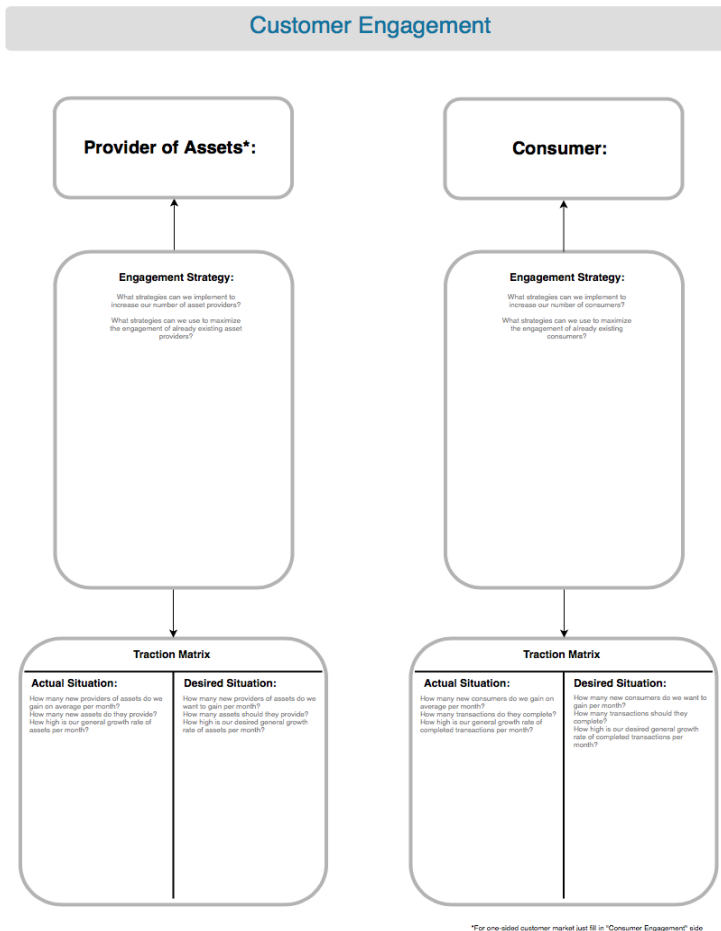 Customer Engagement
Provider of Assets*:
Engagement Strategy:
What strategies can we implement to
increase our number of asset providers?
What strategies can we use to maximize
the engagement of already existing asset
providers?
Traction Matrix
Actual Situation:
How many new providers of assets do we
gain on average per month?
How many new assets do they provide?
How high is our general growth rate of
assets per month?
Desired Situation:
How many new providers of assets do we
want to gain per month?
How many assets should they provide?
How high is our desired general growth
rate of assets per month?
Consumer:
Engagement Strategy:
What strategies can we implement to
increase our number of consumers?
What strategies can we use to maximize
the engagement of already existing
consumers?
Traction Matrix
Actual Situation:
How many new consumers do we gain on
average per month?
How many transactions do they complete?
How high is our general growth rate of
completed transactions per month?
Desired Situation:
How many new consumers do we want to
gain per month?
How many transactions should they
complete?
How high is our desired general growth
rate of completed transactions per
month?
*For one-sided customer market just fill in "Consumer Engagement" side